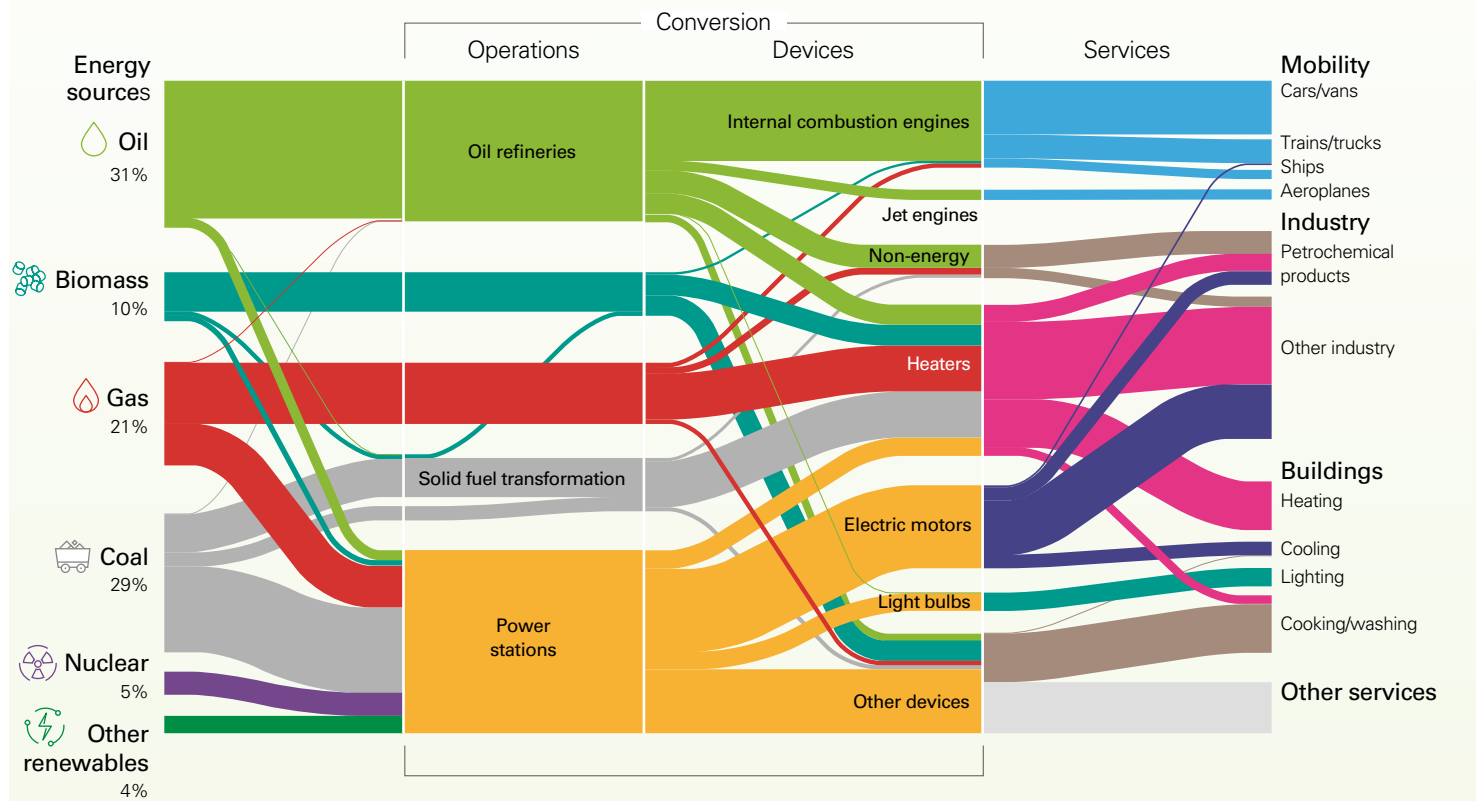 Conversion
Operations
Devices
Services
Energy
sources
Oil
31%
Biomass
10%
Gas
21%
Coal
29%
Nuclear
5%
Other
renewables
4%
Oil refineries
Solid fuel transformation
Power
stations
Internal combustion engines
Jet engines
Non-energy
Heaters
Electric motors
Light bulbs
Other devices
Mobility
Cars/vans
Trains/trucks
Ships
Aeroplanes
Industry
Petrochemical
products
Other industry
Buildings
Heating
Cooling
Lighting
Cooking/washing
Other services